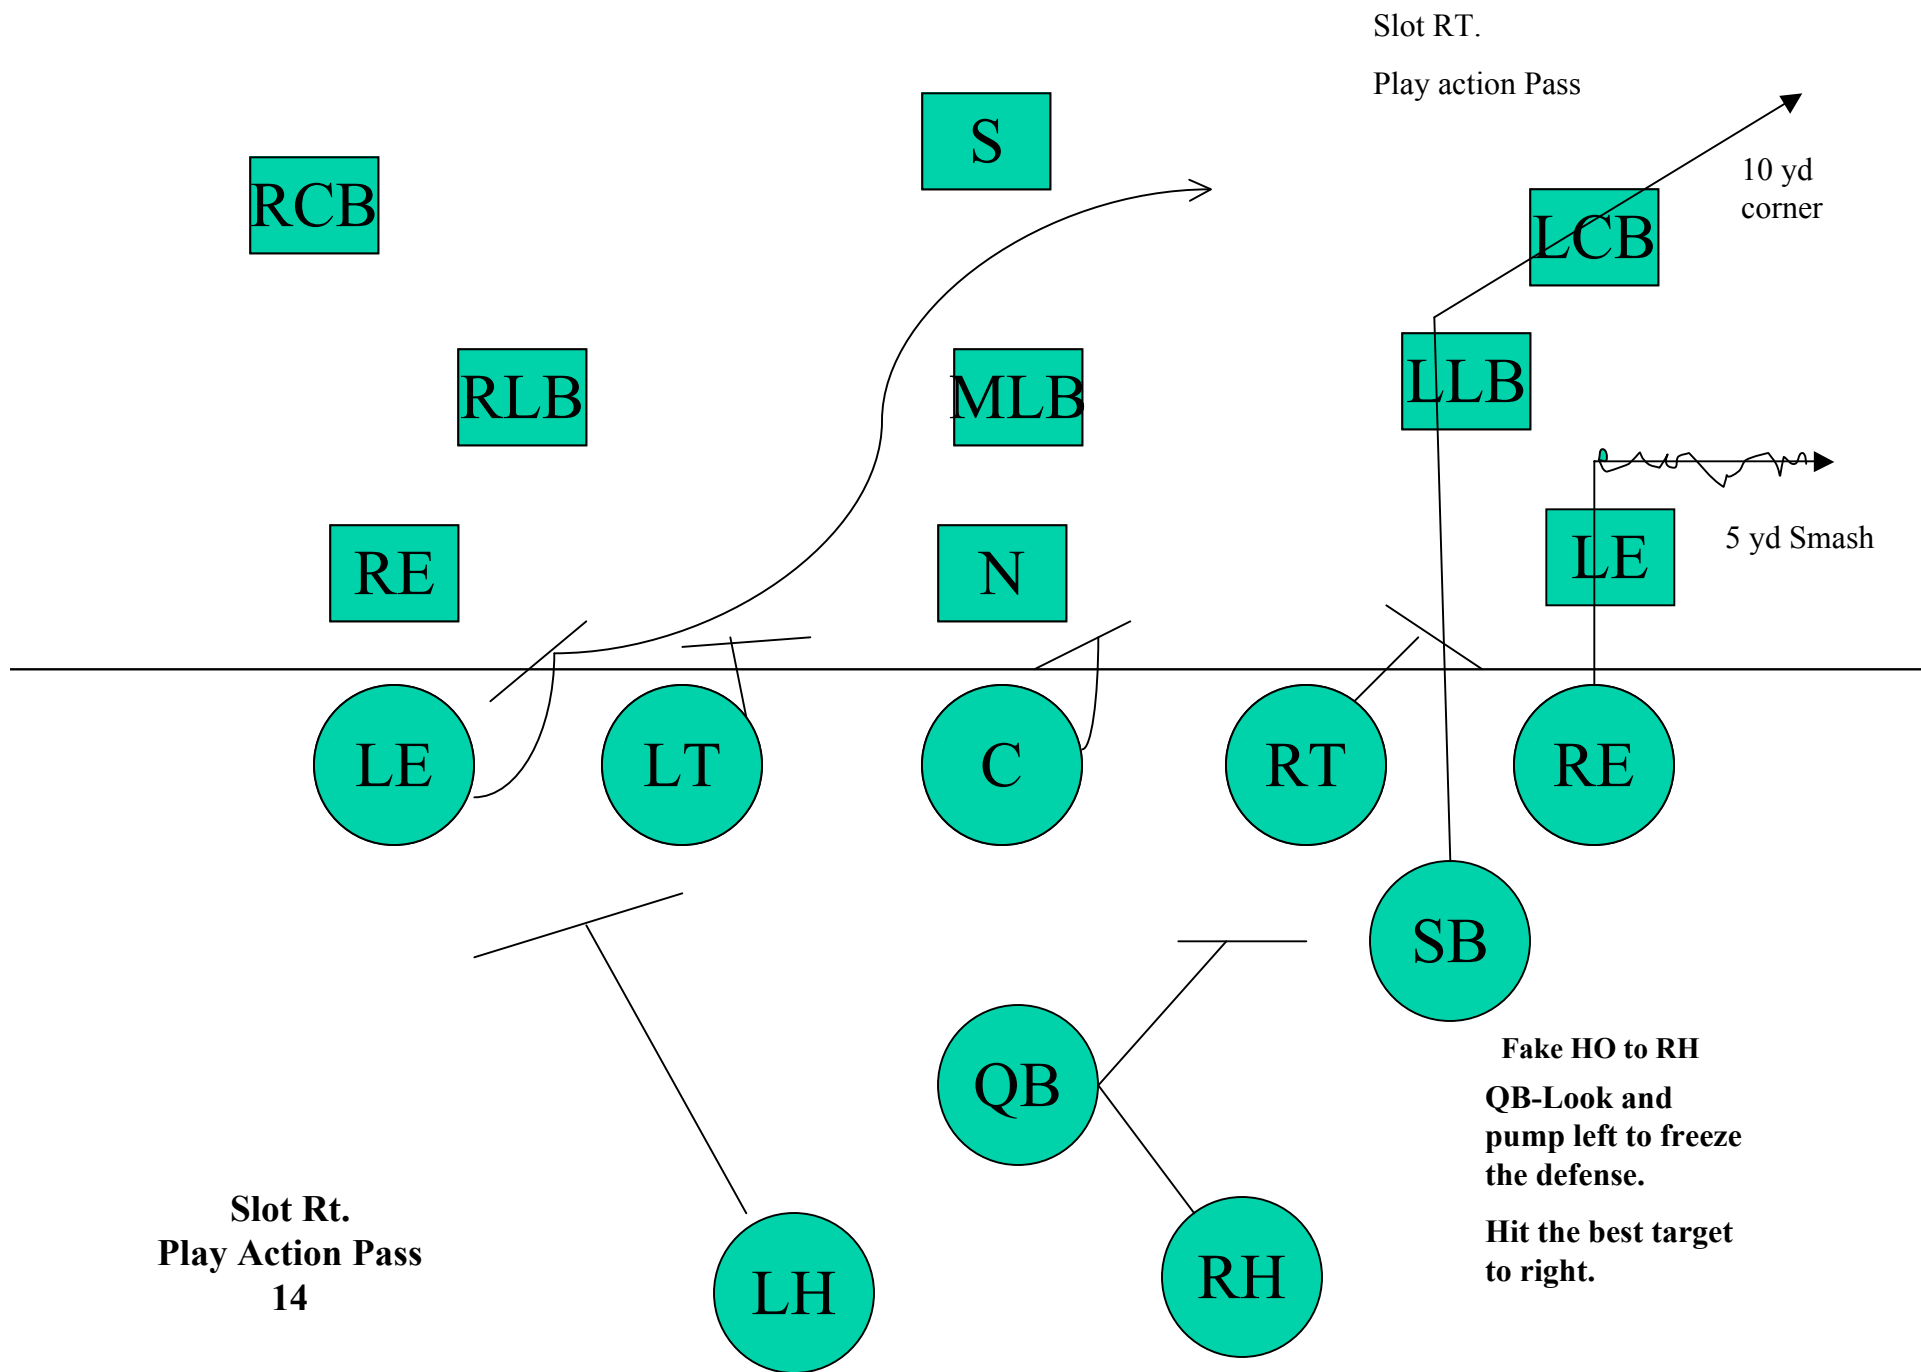 Slot RT.
Play action Pass
S
10 yd
corner
RCB
LCB
RLB
MLB
LLB
RE
N
LE
5 yd Smash
LE
LT
C
RT
RE
SB
QB
Fake HO to RH
QB-Look and
pump left to freeze
the defense.
Hit the best target
to right.
Slot Rt.
Play Action Pass
14
LH
RH